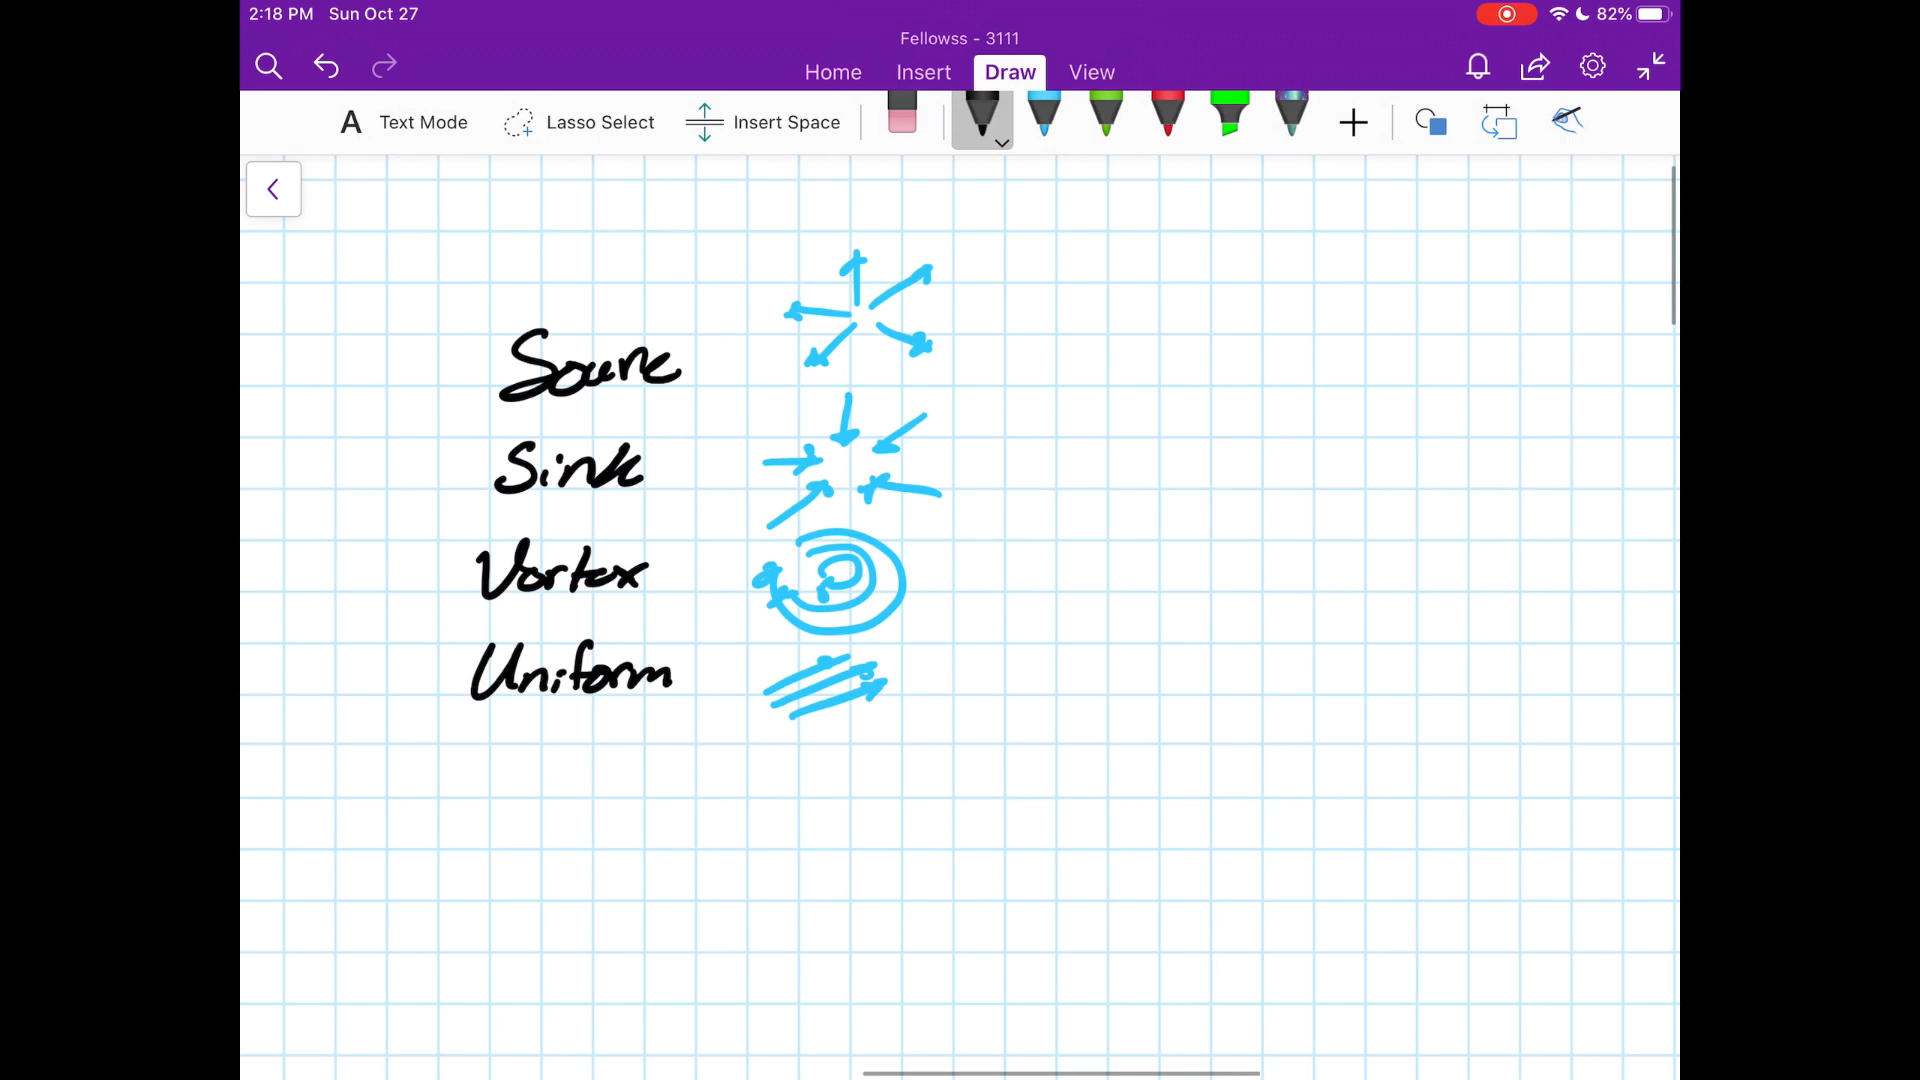 2:18 PM Sun Oct 27
82%
Fellowss - 3111
Home Insert Draw View
A Text Mode Lasso Select Insert Space
Source
Sink
Vortex
Uniform